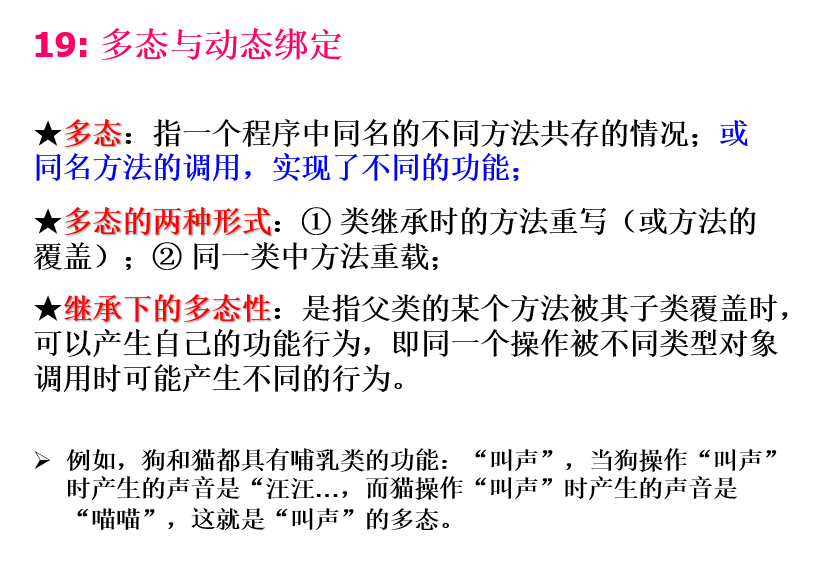 19: 多态与动态绑定
★多态：指一个程序中同名的不同方法共存的情况；或
同名方法的调用，实现了不同的功能；
★多态的两种形式：① 类继承时的方法重写（或方法的
覆盖）；② 同一类中方法重载；
★继承下的多态性：是指父类的某个方法被其子类覆盖时，
可以产生自己的功能行为，即同一个操作被不同类型对象
调用时可能产生不同的行为。
➢ 例如，狗和猫都具有哺乳类的功能：“叫声”，当狗操作“叫声”
时产生的声音是“汪汪…，而猫操作“叫声”时产生的声音是
“喵喵”，这就是“叫声”的多态。